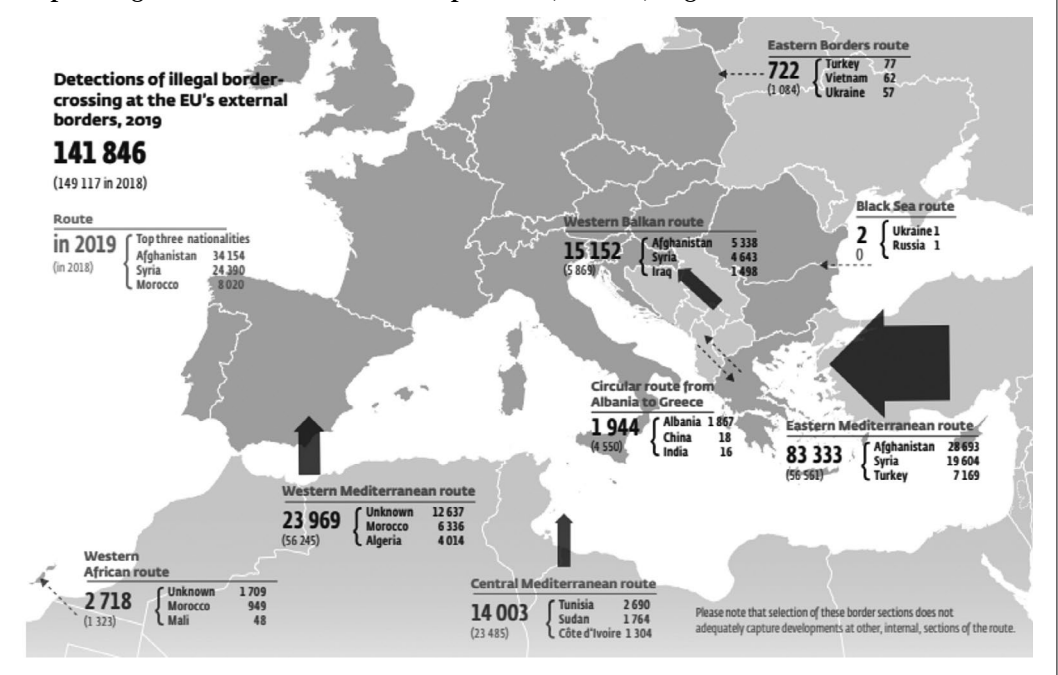 Detections of illegal border-
crossing at the EU's external
borders, 2019
141 846
(149 117 in 2018)
Route
in 2019
(in 2018)
Top three nationalities
Afghanistan 34 154
Syria 24 390
Morocco 8 020
Eastern Borders route
722
(1 084)
Turkey 77
Vietnam 62
Ukraine 57
Black Sea route
2
0
Ukraine 1
Russia 1
Western Balkan route
15 152
(5 869)
Afghanistan 5 338
Syria 4 643
Iraq 1 498
Circular route from
Albania to Greece
1 944
(4 550)
Albania 1 867
China 18
India 16
Eastern Mediterranean route
83 333
(56 561)
Afghanistan 28 693
Syria 19 604
Turkey 7 169
Western Mediterranean route
23 969
(56 245)
Unknown 12 637
Morocco 6 336
Algeria 4 014
Western
African route
2 718
(1 323)
Unknown 1 709
Morocco 949
Mali 48
Central Mediterranean route
14 003
(23 485)
Tunisia 2 690
Sudan 1 764
Côte d'Ivoire 1 304
Please note that selection of these border sections does not
adequately capture developments at other, internal, sections of the route.